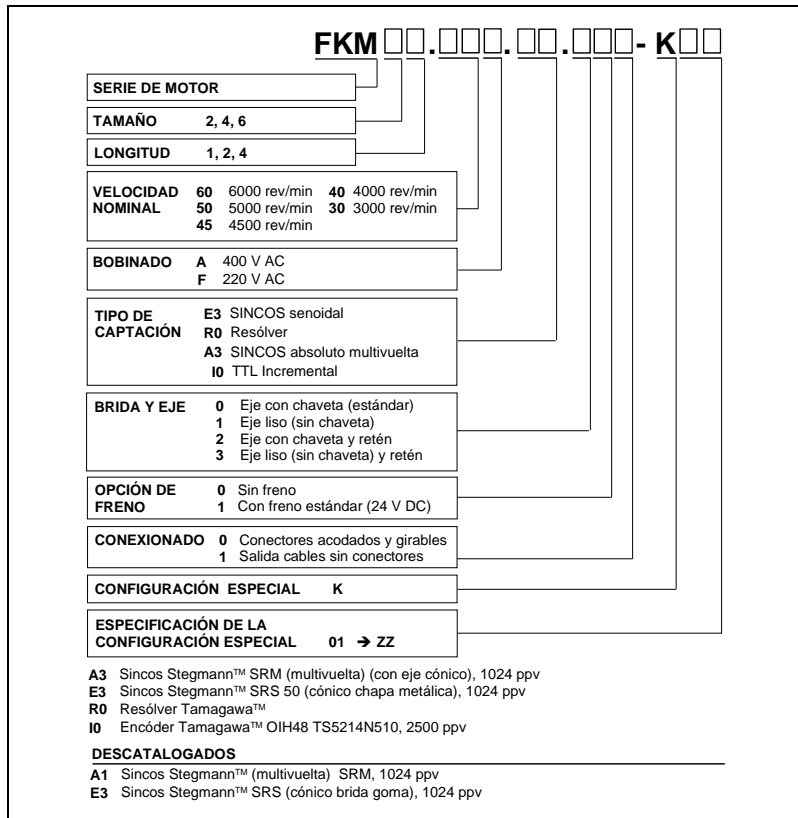 FKM□□.□□□.□□.□□□-K□□
SERIE DE MOTOR
TAMAÑO 2, 4, 6
LONGITUD 1, 2, 4
VELOCIDAD NOMINAL 60 6000 rev/min 40 4000 rev/min
50 5000 rev/min 30 3000 rev/min
45 4500 rev/min
BOBINADO A 400 V AC
F 220 V AC
TIPO DE CAPTACIÓN E3 SINCOS senoidal
R0 Resólver
A3 SINCOS absoluto multivuelta
I0 TTL Incremental
BRIDA Y EJE 0 Eje con chaveta (estándar)
1 Eje liso (sin chaveta)
2 Eje con chaveta y retén
3 Eje liso (sin chaveta) y retén
OPCIÓN DE FRENO 0 Sin freno
1 Con freno estándar (24 V DC)
CONEXIONADO 0 Conectores acodados y girables
1 Salida cables sin conectores
CONFIGURACIÓN ESPECIAL K
ESPECIFICACIÓN DE LA
CONFIGURACIÓN ESPECIAL 01 → ZZ
A3 Sincos Stegmann™ SRM (multivuelta) (con eje cónico), 1024 ppv
E3 Sincos Stegmann™ SRS 50 (cónico chapa metálica), 1024 ppv
R0 Resólver Tamagawa™
I0 Encóder Tamagawa™ OIH48 TS5214N510, 2500 ppv
DESCATALOGADOS
A1 Sincos Stegmann™ (multivuelta) SRM, 1024 ppv
E3 Sincos Stegmann™ SRS (cónico brida goma), 1024 ppv